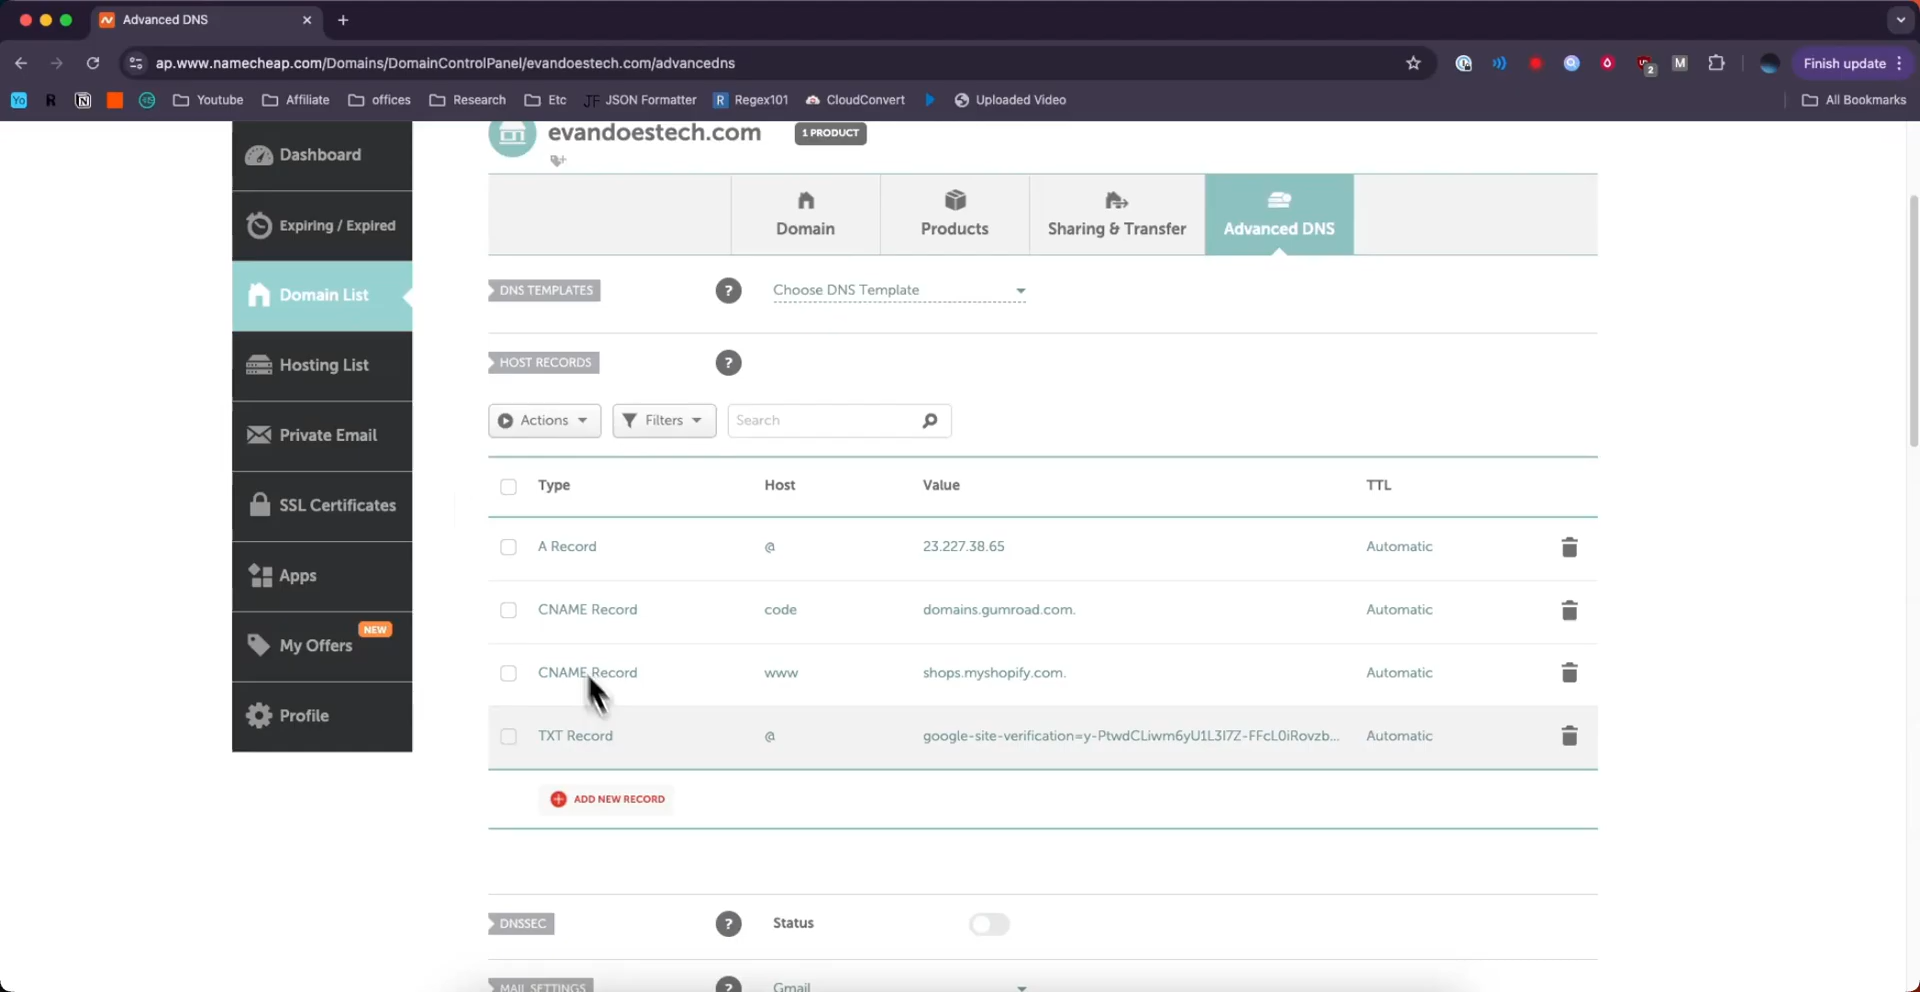 Advanced DNS
ap.www.namecheap.com/Domains/DomainControlPanel/evandoestech.com/advancedns
2
M
Finish update
Yo
R
Youtube
Affiliate
offices
Research
Etc
JF JSON Formatter
R Regex101
CloudConvert
Uploaded Video
All Bookmarks
evandoestech.com
1 PRODUCT
Dashboard
Expiring / Expired
Domain List
Hosting List
Private Email
SSL Certificates
Apps
My Offers
NEW
Profile
Domain
Products
Sharing & Transfer
Advanced DNS
DNS TEMPLATES
?
Choose DNS Template
HOST RECORDS
?
Actions
Filters
Search
Type Host Value TTL
A Record @ 23.227.38.65 Automatic
CNAME Record code domains.gumroad.com. Automatic
CNAME Record www shops.myshopify.com. Automatic
TXT Record @ google-site-verification=y-PtwdCLiwm6yU1L3I7Z-FFcL0iRovzb... Automatic
ADD NEW RECORD
DNSSEC
?
Status
MAIL SETTINGS
?
Gmail